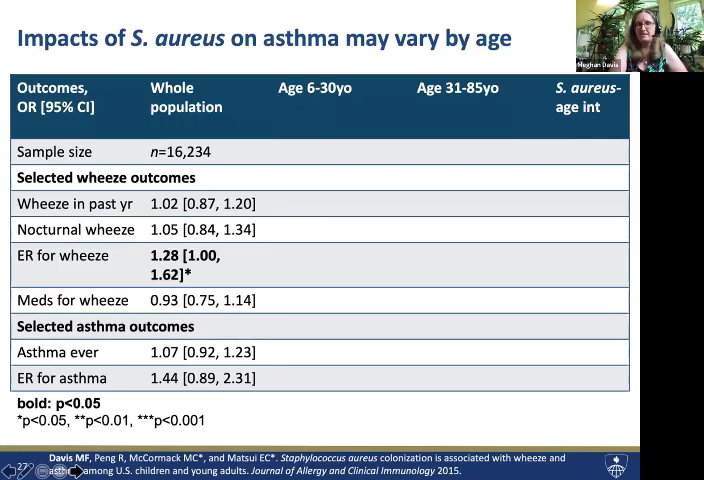 Impacts of S. aureus on asthma may vary by age
Meghan Davis
Outcomes, OR [95% CI] Whole population Age 6-30yo Age 31-85yo S. aureus-age int
Sample size n=16,234
Selected wheeze outcomes
Wheeze in past yr 1.02 [0.87, 1.20]
Nocturnal wheeze 1.05 [0.84, 1.34]
ER for wheeze 1.28 [1.00, 1.62]*
Meds for wheeze 0.93 [0.75, 1.14]
Selected asthma outcomes
Asthma ever 1.07 [0.92, 1.23]
ER for asthma 1.44 [0.89, 2.31]
bold: p<0.05
*p<0.05, **p<0.01, ***p<0.001
Davis MF, Peng R, McCormack MC*, and Matsui EC*. Staphylococcus aureus colonization is associated with wheeze and
asthma among U.S. children and young adults. Journal of Allergy and Clinical Immunology 2015.
27